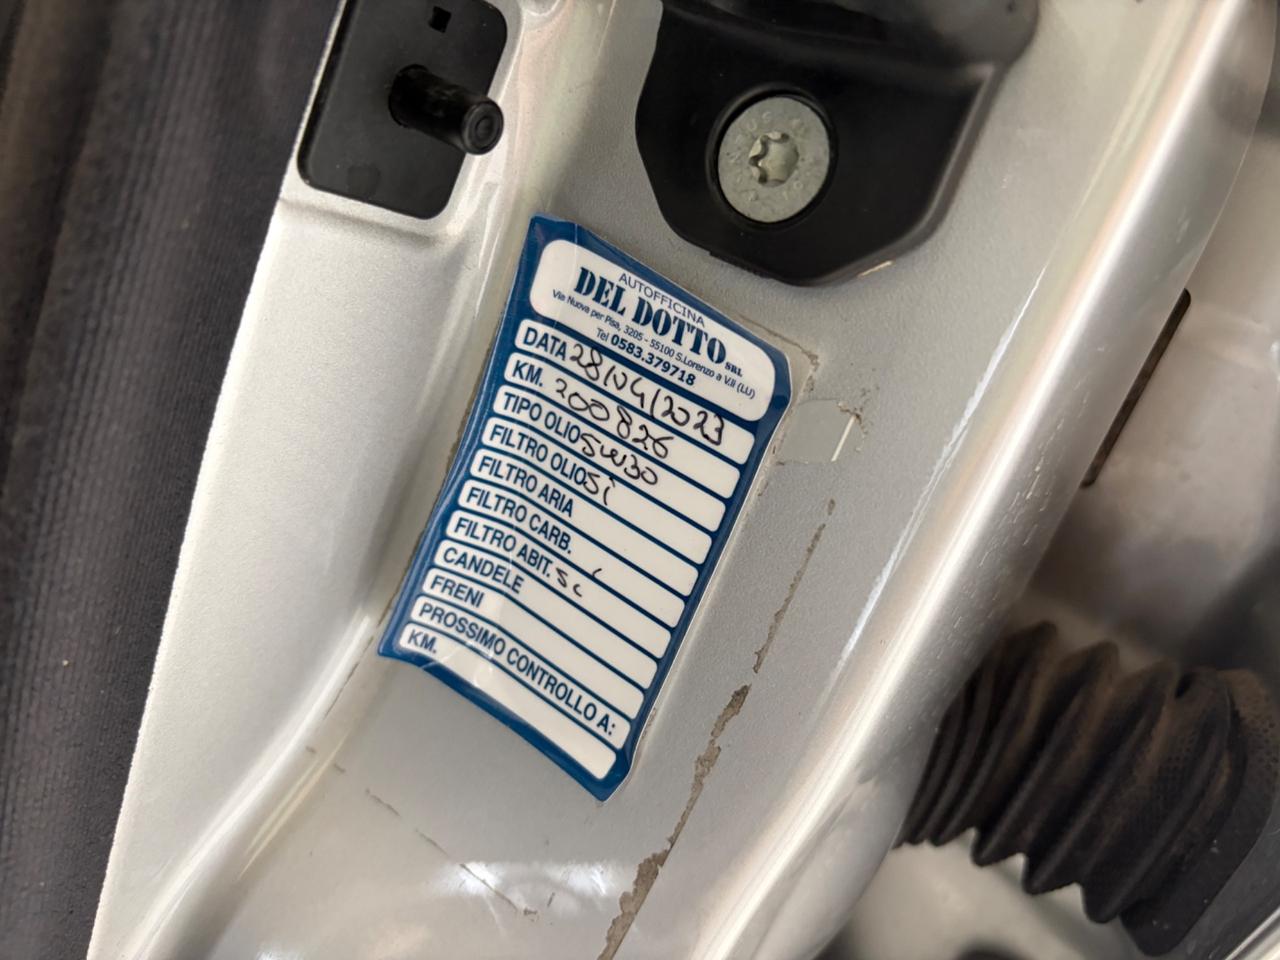 AUTOFFICINA
DEL DOTTO SRL
Via Nuova per Pisa, 3205 - 55100 S.Lorenzo a V.ii (LU)
Tel 0583.379718
DATA 28/04/2023
KM. 200826
TIPO OLIO 5W30
FILTRO OLIO Si
FILTRO ARIA
FILTRO CARB.
FILTRO ABIT. Si
CANDELE
FRENI
PROSSIMO CONTROLLO A:
KM.